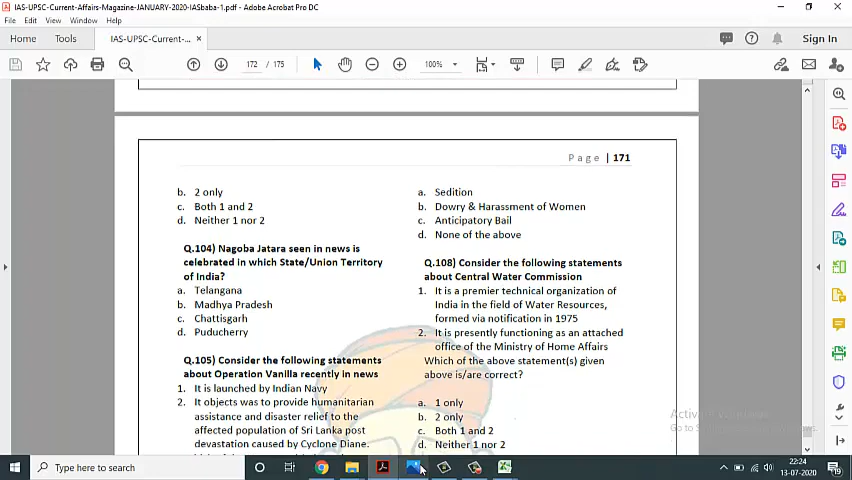 IAS-UPSC-Current-Affairs-Magazine-JANUARY-2020-IASbaba-1.pdf - Adobe Acrobat Pro DC
File Edit View Window Help
Home Tools IAS-UPSC-Current-... × ? Sign In
172 / 175 100%
Page | 171
b. 2 only
c. Both 1 and 2
d. Neither 1 nor 2
Q.104) Nagoba Jatara seen in news is
celebrated in which State/Union Territory
of India?
a. Telangana
b. Madhya Pradesh
c. Chattisgarh
d. Puducherry
Q.105) Consider the following statements
about Operation Vanilla recently in news
1. It is launched by Indian Navy
2. It objects was to provide humanitarian
assistance and disaster relief to the
affected population of Sri Lanka post
devastation caused by Cyclone Diane.
a. Sedition
b. Dowry & Harassment of Women
c. Anticipatory Bail
d. None of the above
Q.108) Consider the following statements
about Central Water Commission
1. It is a premier technical organization of
India in the field of Water Resources,
formed via notification in 1975
2. It is presently functioning as an attached
office of the Ministry of Home Affairs
Which of the above statement(s) given
above is/are correct?
a. 1 only
b. 2 only
c. Both 1 and 2
d. Neither 1 nor 2
Activate Windows
Go to Settings to activate Windows.
Type here to search
22:24
13-07-2020
19